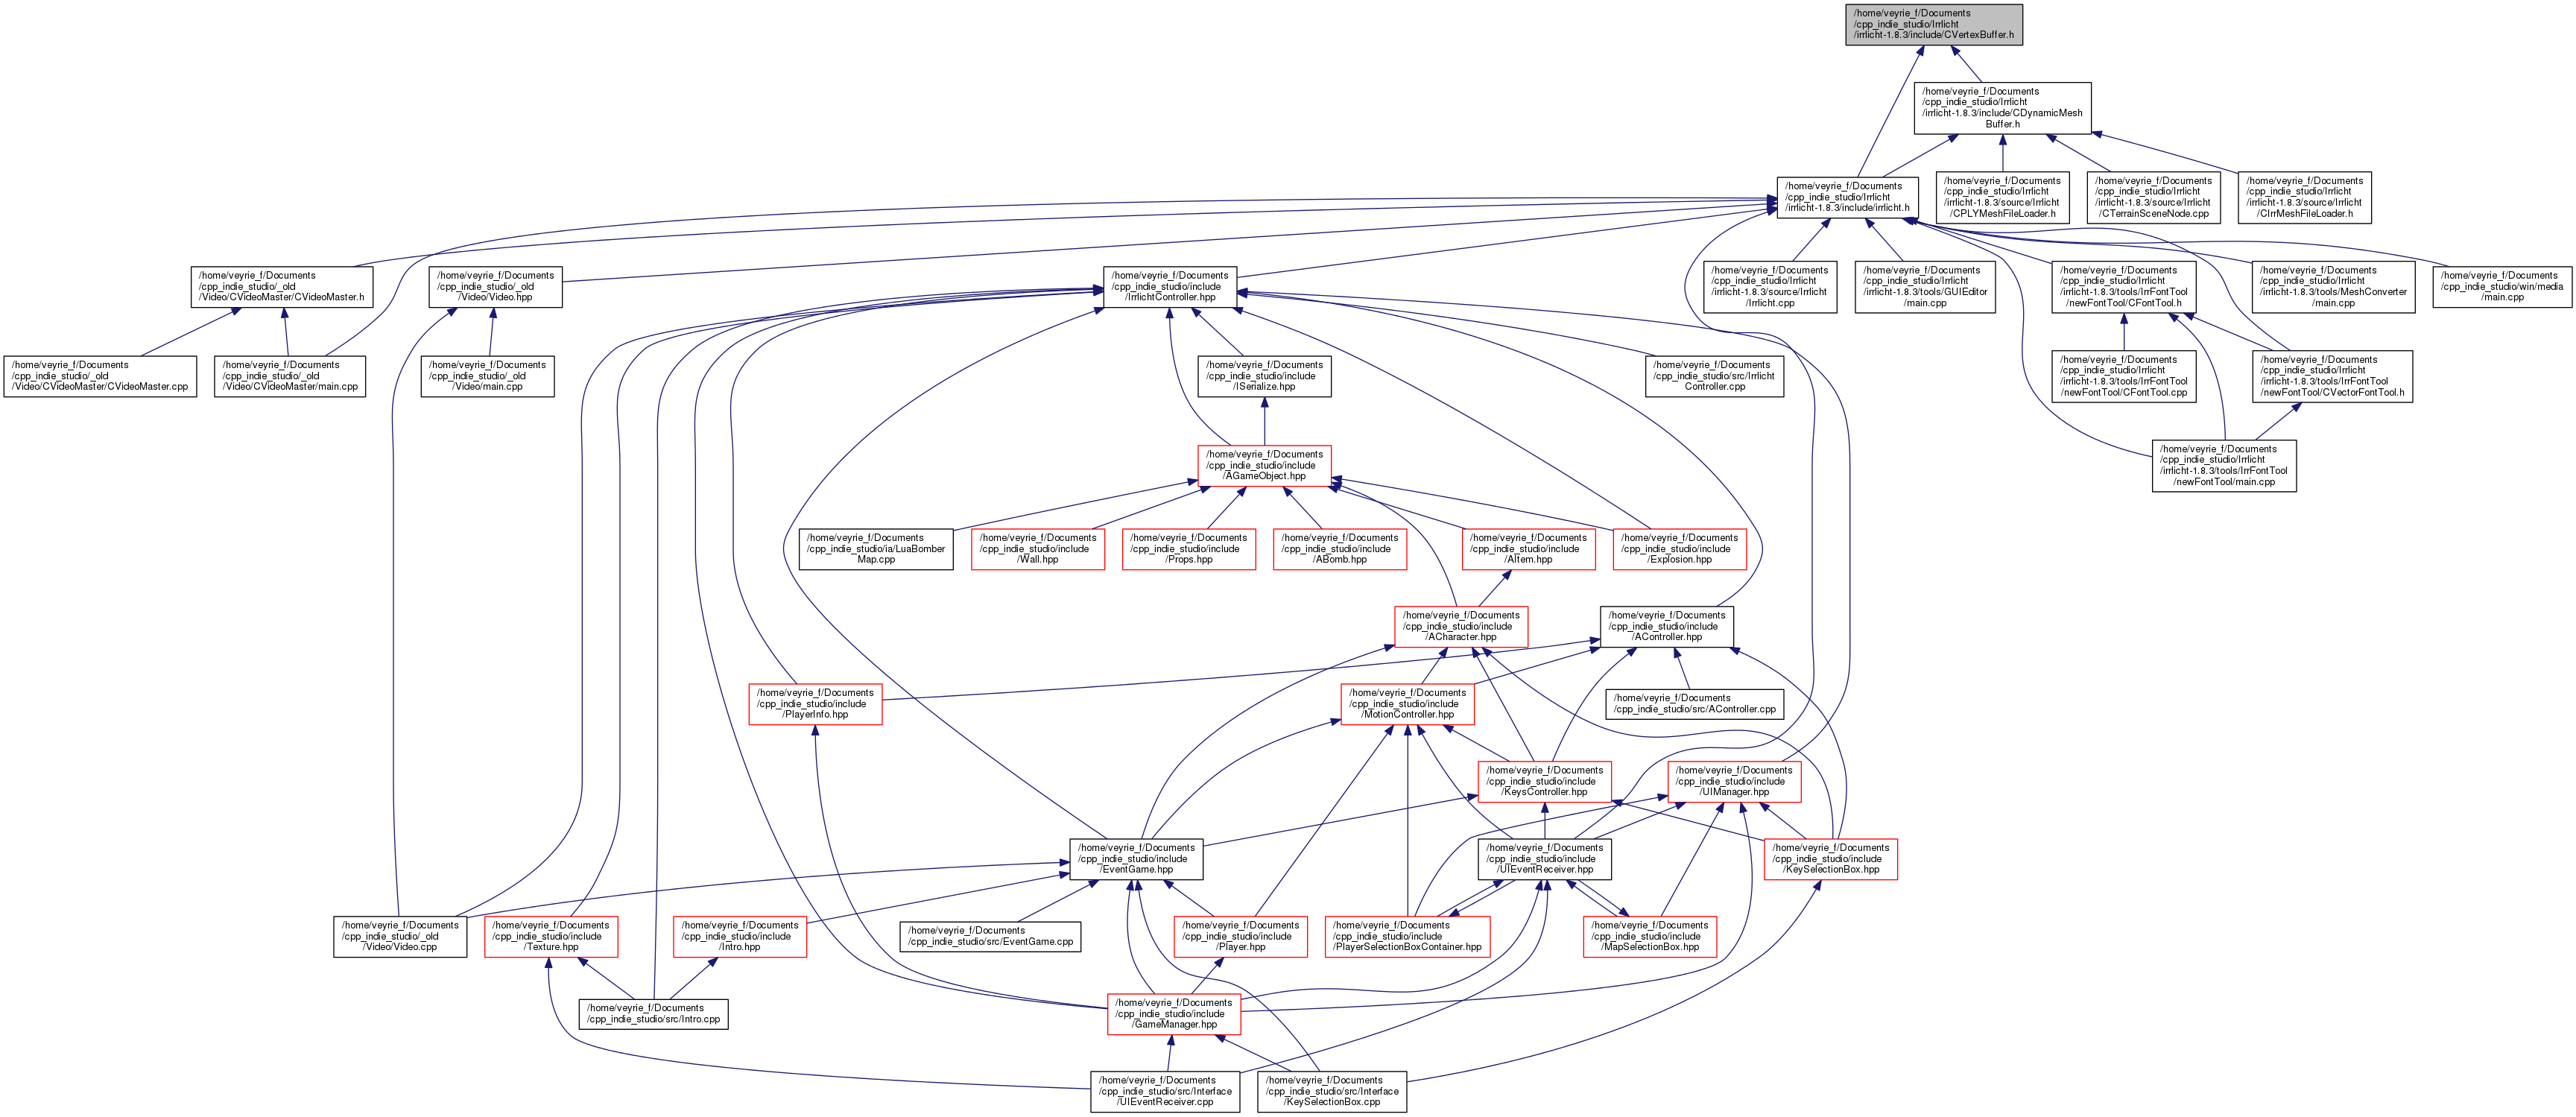 /home/veyrie_f/Documents
/cpp_indie_studio/Irrlicht
/irrlicht-1.8.3/include/CVertexBuffer.h
/home/veyrie_f/Documents
/cpp_indie_studio/Irrlicht
/irrlicht-1.8.3/include/CDynamicMesh
Buffer.h
/home/veyrie_f/Documents
/cpp_indie_studio/Irrlicht
/irrlicht-1.8.3/include/irrlicht.h
/home/veyrie_f/Documents
/cpp_indie_studio/Irrlicht
/irrlicht-1.8.3/source/Irrlicht
/CPLYMeshFileLoader.h
/home/veyrie_f/Documents
/cpp_indie_studio/Irrlicht
/irrlicht-1.8.3/source/Irrlicht
/CTerrainSceneNode.cpp
/home/veyrie_f/Documents
/cpp_indie_studio/Irrlicht
/irrlicht-1.8.3/source/Irrlicht
/CIrrMeshFileLoader.h
/home/veyrie_f/Documents
/cpp_indie_studio/_old
/Video/CVideoMaster/CVideoMaster.h
/home/veyrie_f/Documents
/cpp_indie_studio/_old
/Video/Video.hpp
/home/veyrie_f/Documents
/cpp_indie_studio/include
/IrrlichtController.hpp
/home/veyrie_f/Documents
/cpp_indie_studio/Irrlicht
/irrlicht-1.8.3/source/Irrlicht
/Irrlicht.cpp
/home/veyrie_f/Documents
/cpp_indie_studio/Irrlicht
/irrlicht-1.8.3/tools/GUIEditor
/main.cpp
/home/veyrie_f/Documents
/cpp_indie_studio/Irrlicht
/irrlicht-1.8.3/tools/IrrFontTool
/newFontTool/CFontTool.h
/home/veyrie_f/Documents
/cpp_indie_studio/Irrlicht
/irrlicht-1.8.3/tools/MeshConverter
/main.cpp
/home/veyrie_f/Documents
/cpp_indie_studio/win/media
/main.cpp
/home/veyrie_f/Documents
/cpp_indie_studio/_old
/Video/CVideoMaster/CVideoMaster.cpp
/home/veyrie_f/Documents
/cpp_indie_studio/_old
/Video/CVideoMaster/main.cpp
/home/veyrie_f/Documents
/cpp_indie_studio/_old
/Video/main.cpp
/home/veyrie_f/Documents
/cpp_indie_studio/include
/ISerialize.hpp
/home/veyrie_f/Documents
/cpp_indie_studio/src/Irrlicht
Controller.cpp
/home/veyrie_f/Documents
/cpp_indie_studio/Irrlicht
/irrlicht-1.8.3/tools/IrrFontTool
/newFontTool/CFontTool.cpp
/home/veyrie_f/Documents
/cpp_indie_studio/Irrlicht
/irrlicht-1.8.3/tools/IrrFontTool
/newFontTool/CVectorFontTool.h
/home/veyrie_f/Documents
/cpp_indie_studio/include
/AGameObject.hpp
/home/veyrie_f/Documents
/cpp_indie_studio/Irrlicht
/irrlicht-1.8.3/tools/IrrFontTool
/newFontTool/main.cpp
/home/veyrie_f/Documents
/cpp_indie_studio/ia/LuaBomber
Map.cpp
/home/veyrie_f/Documents
/cpp_indie_studio/include
/Wall.hpp
/home/veyrie_f/Documents
/cpp_indie_studio/include
/Props.hpp
/home/veyrie_f/Documents
/cpp_indie_studio/include
/ABomb.hpp
/home/veyrie_f/Documents
/cpp_indie_studio/include
/AItem.hpp
/home/veyrie_f/Documents
/cpp_indie_studio/include
/Explosion.hpp
/home/veyrie_f/Documents
/cpp_indie_studio/include
/ACharacter.hpp
/home/veyrie_f/Documents
/cpp_indie_studio/include
/AController.hpp
/home/veyrie_f/Documents
/cpp_indie_studio/include
/PlayerInfo.hpp
/home/veyrie_f/Documents
/cpp_indie_studio/include
/MotionController.hpp
/home/veyrie_f/Documents
/cpp_indie_studio/src/AController.cpp
/home/veyrie_f/Documents
/cpp_indie_studio/include
/KeysController.hpp
/home/veyrie_f/Documents
/cpp_indie_studio/include
/UIManager.hpp
/home/veyrie_f/Documents
/cpp_indie_studio/include
/EventGame.hpp
/home/veyrie_f/Documents
/cpp_indie_studio/include
/UIEventReceiver.hpp
/home/veyrie_f/Documents
/cpp_indie_studio/include
/KeySelectionBox.hpp
/home/veyrie_f/Documents
/cpp_indie_studio/_old
/Video/Video.cpp
/home/veyrie_f/Documents
/cpp_indie_studio/include
/Texture.hpp
/home/veyrie_f/Documents
/cpp_indie_studio/include
/Intro.hpp
/home/veyrie_f/Documents
/cpp_indie_studio/src/EventGame.cpp
/home/veyrie_f/Documents
/cpp_indie_studio/include
/Player.hpp
/home/veyrie_f/Documents
/cpp_indie_studio/include
/PlayerSelectionBoxContainer.hpp
/home/veyrie_f/Documents
/cpp_indie_studio/include
/MapSelectionBox.hpp
/home/veyrie_f/Documents
/cpp_indie_studio/src/Intro.cpp
/home/veyrie_f/Documents
/cpp_indie_studio/include
/GameManager.hpp
/home/veyrie_f/Documents
/cpp_indie_studio/src/Interface
/UIEventReceiver.cpp
/home/veyrie_f/Documents
/cpp_indie_studio/src/Interface
/KeySelectionBox.cpp